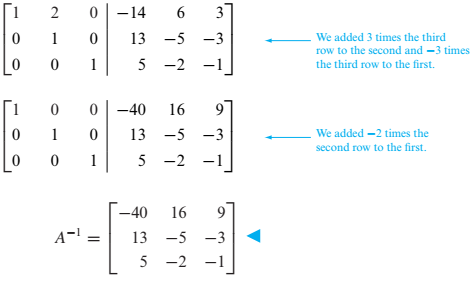 1 2 0 | −14 6 3
0 1 0 | 13 −5 −3
0 0 1 | 5 −2 −1
We added 3 times the third
row to the second and −3 times
the third row to the first.
1 0 0 | −40 16 9
0 1 0 | 13 −5 −3
0 0 1 | 5 −2 −1
We added −2 times the
second row to the first.
−40 16 9
A⁻¹ = 13 −5 −3
5 −2 −1